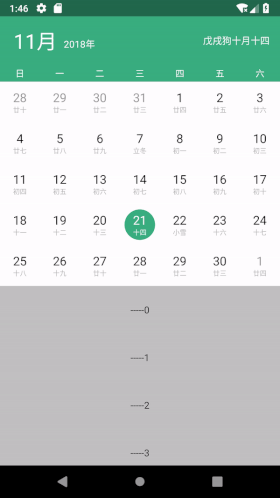 1:46
11月 2018年 戊戌狗十月十四
日 一 二 三 四 五 六
28 29 30 31 1 2 3
二十 廿一 廿二 廿三 廿四 廿五 廿六
4 5 6 7 8 9 10
廿七 廿八 廿九 立冬 初一 初二 初三
11 12 13 14 15 16 17
初四 初五 初六 初七 初八 初九 初十
18 19 20 21 22 23 24
十一 十二 十三 十四 小雪 十六 十七
25 26 27 28 29 30 1
十八 十九 二十 廿一 廿二 廿三 廿四
-----0
-----1
-----2
-----3